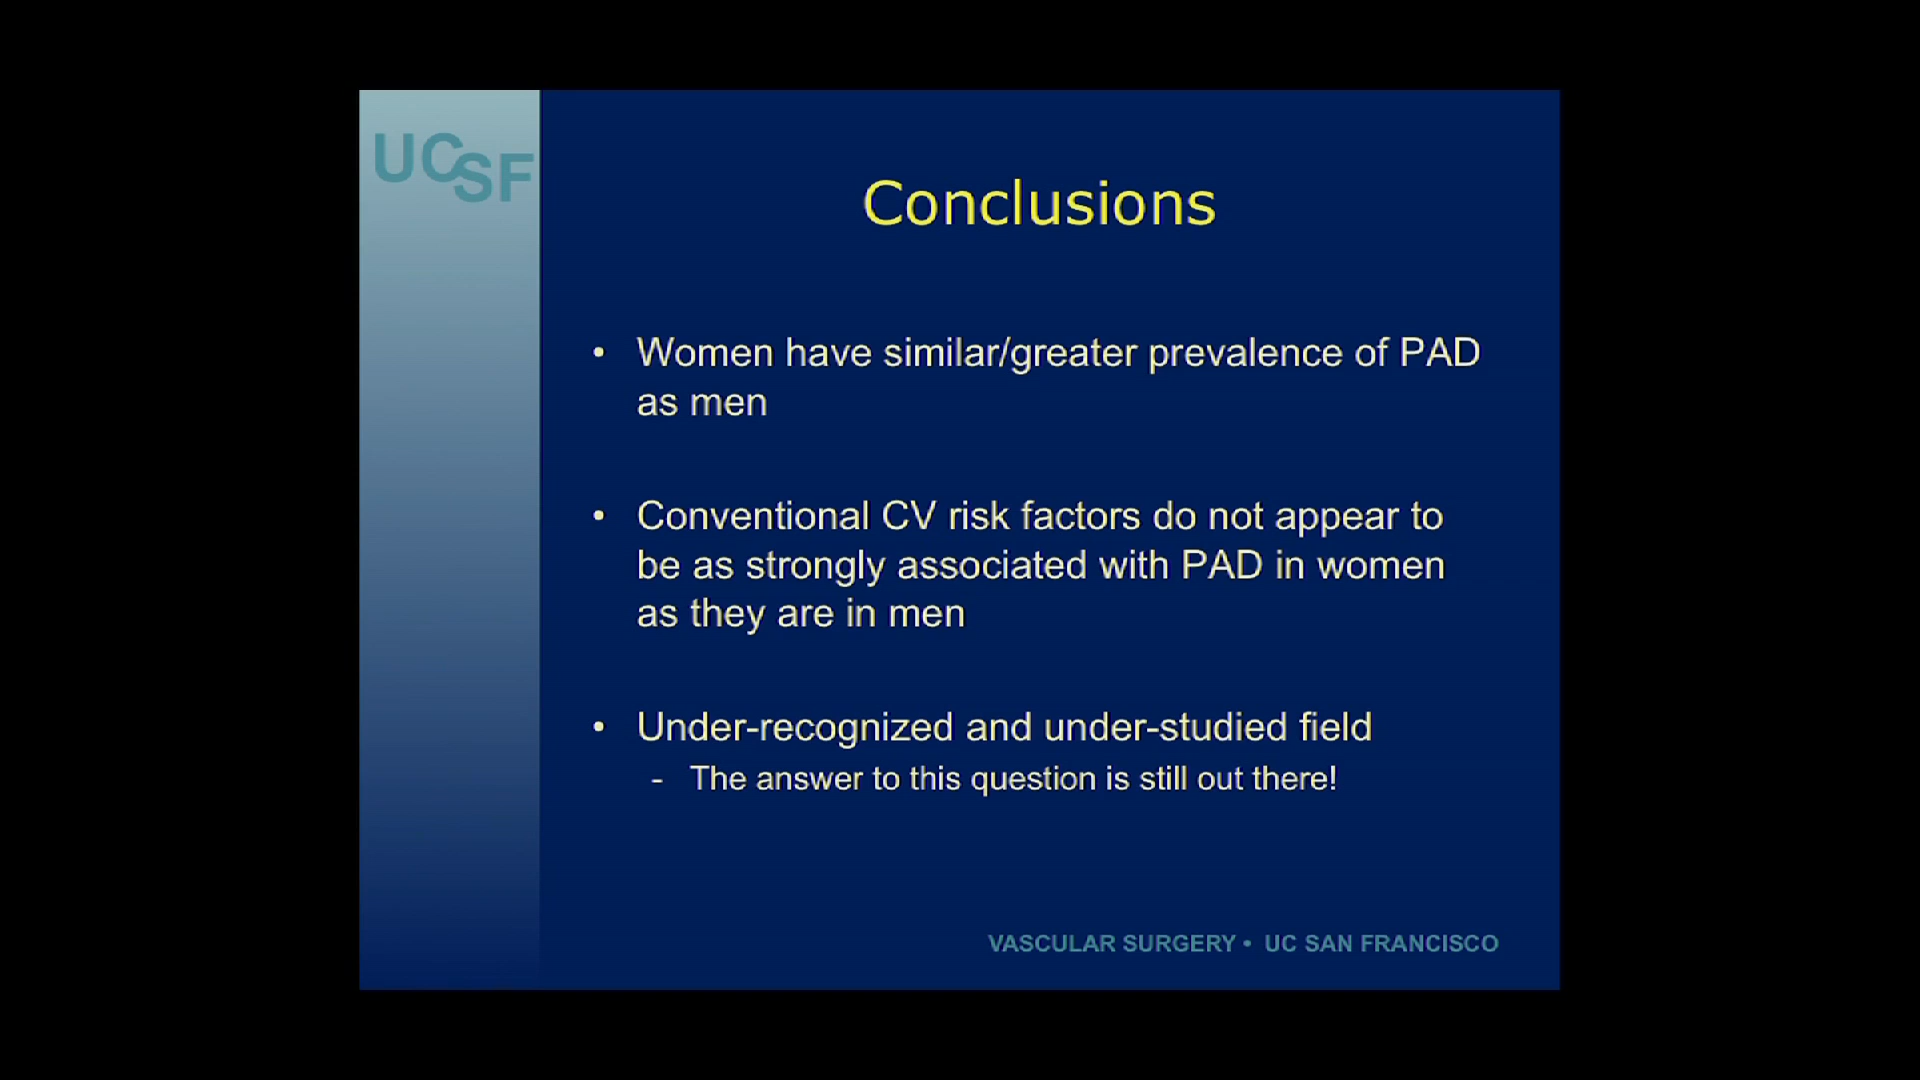 UCSF
Conclusions
• Women have similar/greater prevalence of PAD
as men
• Conventional CV risk factors do not appear to
be as strongly associated with PAD in women
as they are in men
• Under-recognized and under-studied field
- The answer to this question is still out there!
VASCULAR SURGERY • UC SAN FRANCISCO